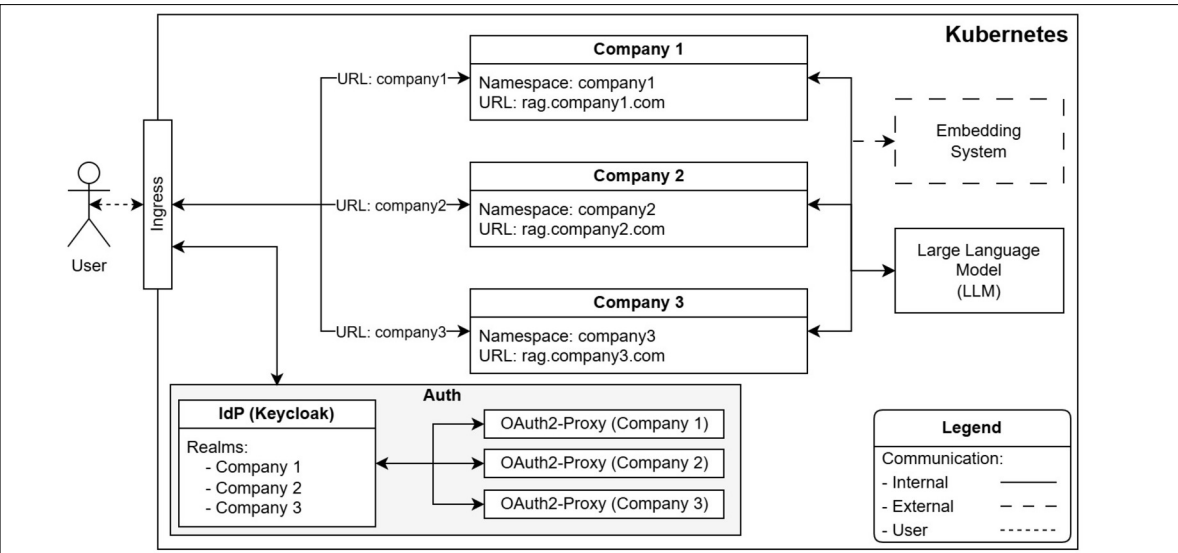 Kubernetes
Company 1
Namespace: company1
URL: rag.company1.com
URL: company1
Embedding
System
Company 2
Namespace: company2
URL: rag.company2.com
URL: company2
Ingress
User
Large Language
Model
(LLM)
Company 3
Namespace: company3
URL: rag.company3.com
URL: company3
Auth
IdP (Keycloak)
Realms:
- Company 1
- Company 2
- Company 3
OAuth2-Proxy (Company 1)
OAuth2-Proxy (Company 2)
OAuth2-Proxy (Company 3)
Legend
Communication:
- Internal
- External
- User